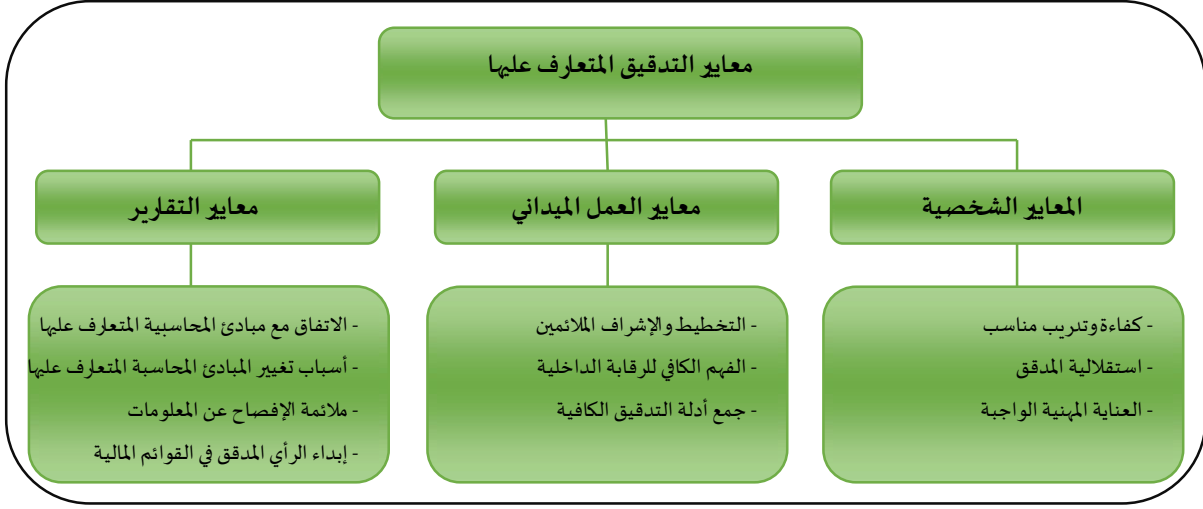 معايير التدقيق المتعارف عليها
المعايير الشخصية
معايير العمل الميداني
معايير التقارير
- كفاءة وتدريب مناسب
- استقلالية المدقق
- العناية المهنية الواجبة
- التخطيط والإشراف الملائمين
- الفهم الكافي للرقابة الداخلية
- جمع أدلة التدقيق الكافية
- الاتفاق مع مبادئ المحاسبية المتعارف عليها
- أسباب تغيير المبادئ المحاسبة المتعارف عليها
- ملائمة الإفصاح عن المعلومات
- إبداء الرأي المدقق في القوائم المالية